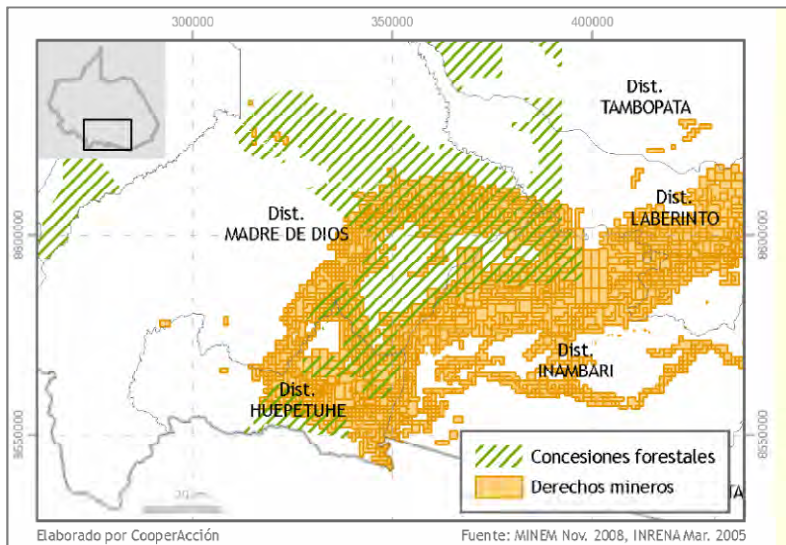 300000 350000 400000
Dist.
TAMBOPATA
Dist.
LABERINTO
Dist.
MADRE DE DIOS
8600000 8600000
Dist.
INAMBARI
Dist.
HUEPETUHE
8550000 8550000
Concesiones forestales
Derechos mineros
TA
Elaborado por CooperAcción Fuente: MINEM Nov. 2008, INRENA Mar. 2005